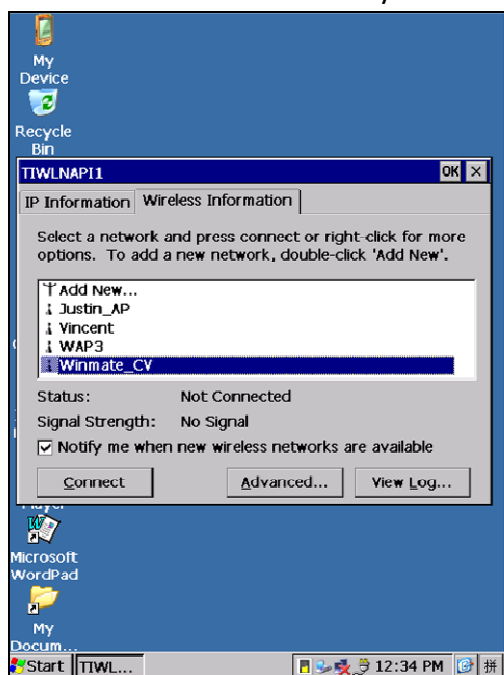 My
Device
Recycle
Bin
TIWLNAPI1 OK ×
IP Information Wireless Information
Select a network and press connect or right-click for more
options. To add a new network, double-click 'Add New'.
Add New...
Justin_AP
Vincent
WAP3
Winmate_CV
Status: Not Connected
Signal Strength: No Signal
Notify me when new wireless networks are available
Connect Advanced... View Log...
Player
Microsoft
WordPad
My
Docum...
Start TIWL... 12:34 PM